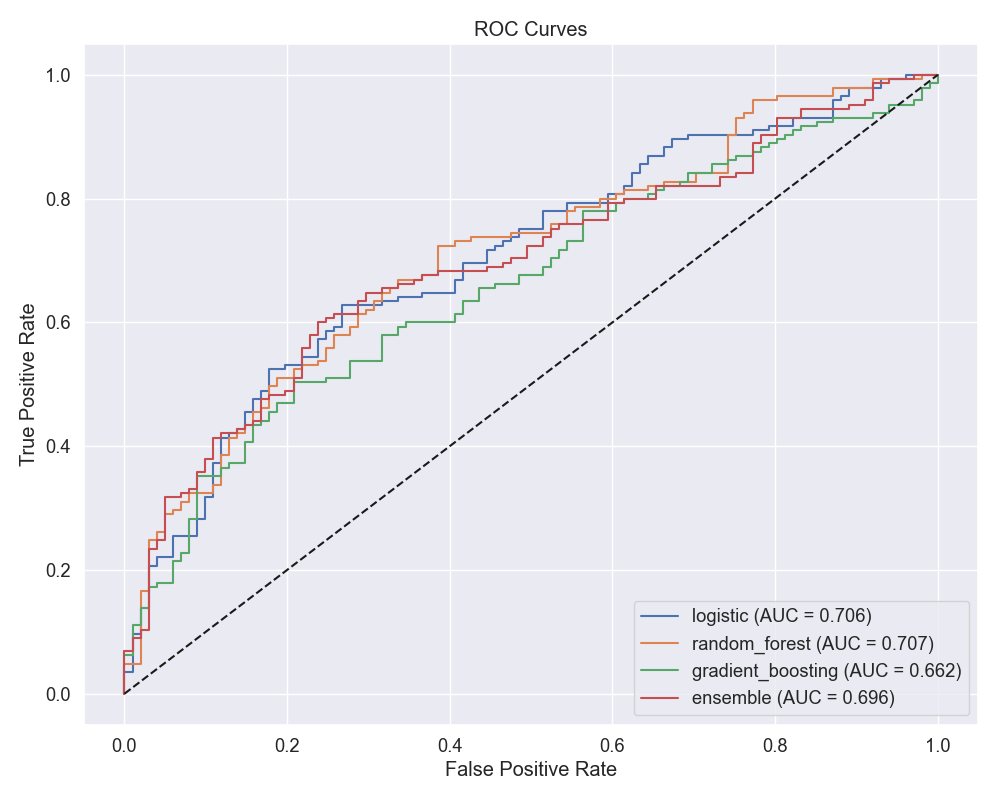 ROC Curves
True Positive Rate
1.0
0.8
0.6
0.4
0.2
0.0
logistic (AUC = 0.706)
random_forest (AUC = 0.707)
gradient_boosting (AUC = 0.662)
ensemble (AUC = 0.696)
0.0 0.2 0.4 0.6 0.8 1.0
False Positive Rate